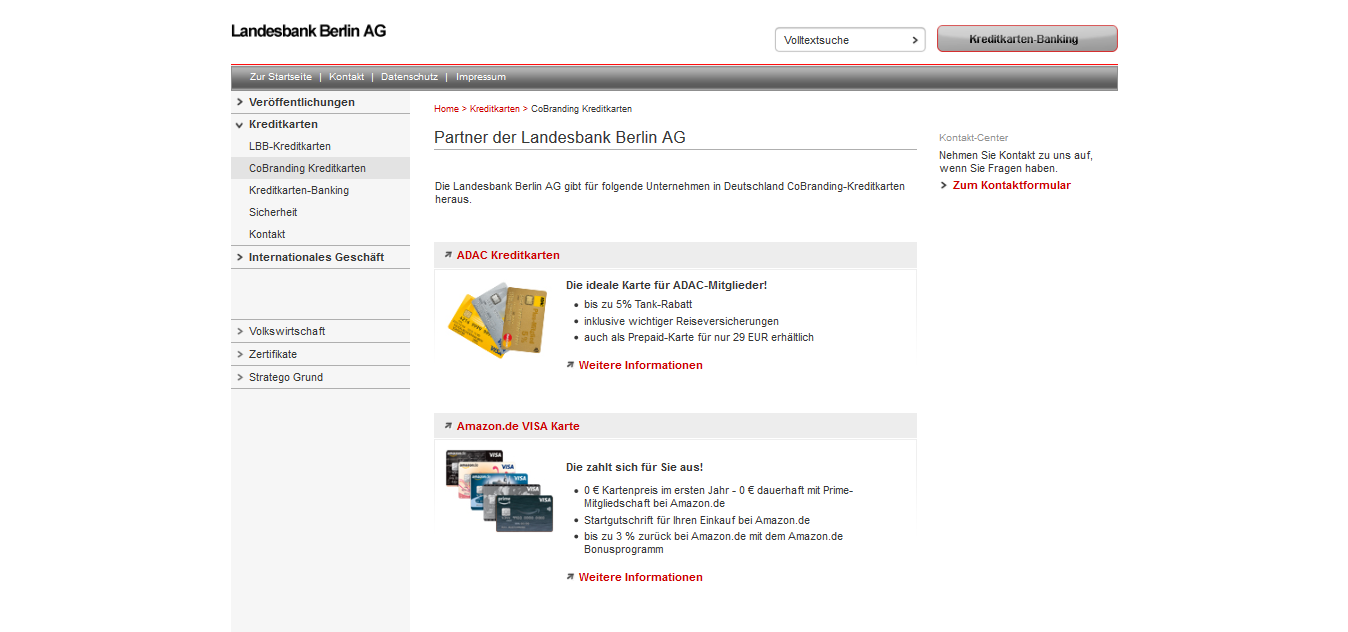 Landesbank Berlin AG
Volltextsuche
Kreditkarten-Banking
Zur Startseite | Kontakt | Datenschutz | Impressum
Veröffentlichungen
Kreditkarten
LBB-Kreditkarten
CoBranding Kreditkarten
Kreditkarten-Banking
Sicherheit
Kontakt
Internationales Geschäft
Volkswirtschaft
Zertifikate
Stratego Grund
Home > Kreditkarten > CoBranding Kreditkarten
Partner der Landesbank Berlin AG
Die Landesbank Berlin AG gibt für folgende Unternehmen in Deutschland CoBranding-Kreditkarten
heraus.
ADAC Kreditkarten
VISA
Die ideale Karte für ADAC-Mitglieder!
• bis zu 5% Tank-Rabatt
• inklusive wichtiger Reiseversicherungen
• auch als Prepaid-Karte für nur 29 EUR erhältlich
Weitere Informationen
Amazon.de VISA Karte
VISA
VISA
VISA
VISA
prime VISA
Die zahlt sich für Sie aus!
• 0 € Kartenpreis im ersten Jahr - 0 € dauerhaft mit Prime-
Mitgliedschaft bei Amazon.de
• Startgutschrift für Ihren Einkauf bei Amazon.de
• bis zu 3 % zurück bei Amazon.de mit dem Amazon.de
Bonusprogramm
Weitere Informationen
Kontakt-Center
Nehmen Sie Kontakt zu uns auf,
wenn Sie Fragen haben.
Zum Kontaktformular